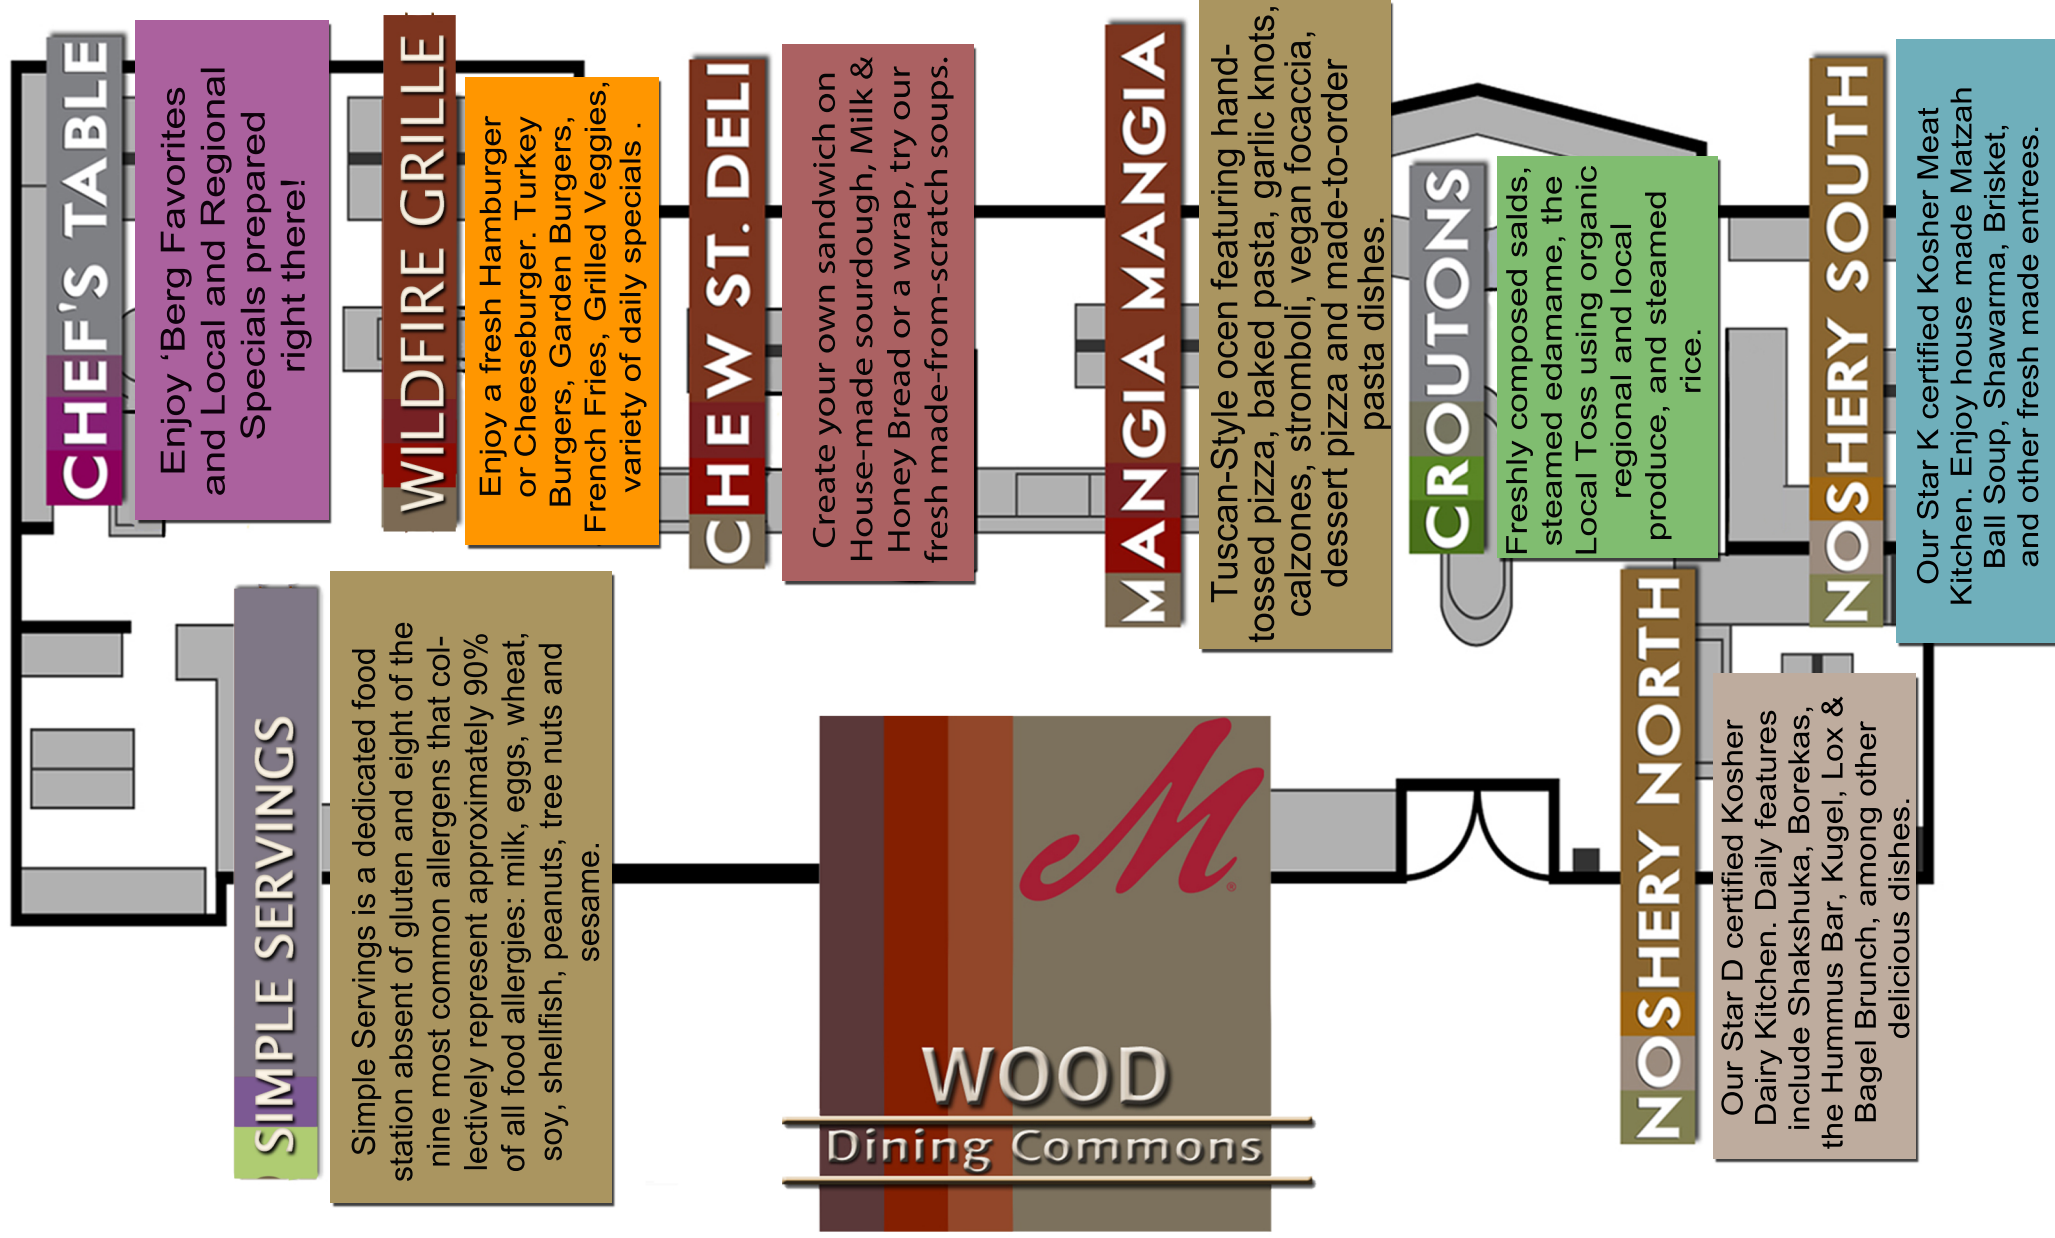 CHEF'S TABLE
Enjoy ‘Berg Favorites
and Local and Regional
Specials prepared
right there!
WILDFIRE GRILLE
Enjoy a fresh Hamburger
or Cheeseburger. Turkey
Burgers, Garden Burgers,
French Fries, Grilled Veggies,
variety of daily specials .
CHEW ST. DELI
Create your own sandwich on
House-made sourdough, Milk &
Honey Bread or a wrap, try our
fresh made-from-scratch soups.
MANGIA MANGIA
Tuscan-Style ocen featuring hand-
tossed pizza, baked pasta, garlic knots,
calzones, stromboli, vegan focaccia,
dessert pizza and made-to-order
pasta dishes.
CROUTONS
Freshly composed salds,
steamed edamame, the
Local Toss using organic
regional and local
produce, and steamed
rice.
NOSHERY SOUTH
Our Star K certified Kosher Meat
Kitchen. Enjoy house made Matzah
Ball Soup, Shawarma, Brisket,
and other fresh made entrees.
SIMPLE SERVINGS
Simple Servings is a dedicated food
station absent of gluten and eight of the
nine most common allergens that col-
lectively represent approximately 90%
of all food allergies: milk, eggs, wheat,
soy, shellfish, peanuts, tree nuts and
sesame.
M®
WOOD
Dining Commons
NOSHERY NORTH
Our Star D certified Kosher
Dairy Kitchen. Daily features
include Shakshuka, Borekas,
the Hummus Bar, Kugel, Lox &
Bagel Brunch, among other
delicious dishes.